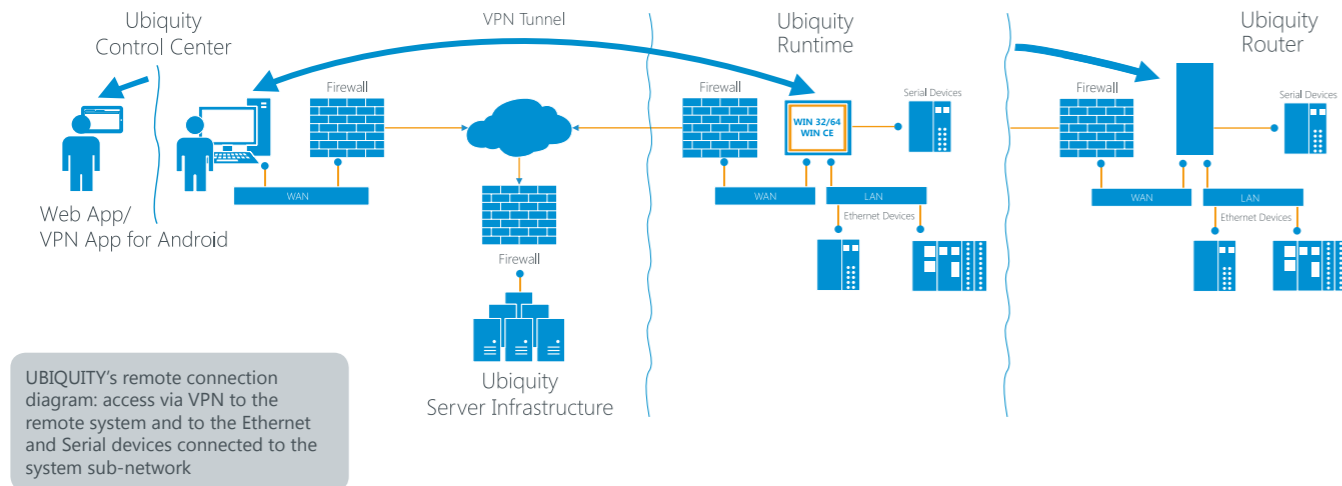 Ubiquity
Control Center
VPN Tunnel
Ubiquity
Runtime
Ubiquity
Router
Firewall
Firewall
Serial Devices
Firewall
Serial Devices
WIN 32/64
WIN CE
WAN
WAN
LAN
WAN
LAN
Ethernet Devices
Ethernet Devices
Web App/
VPN App for Android
Firewall
Ubiquity
Server Infrastructure
UBIQUITY's remote connection
diagram: access via VPN to the
remote system and to the Ethernet
and Serial devices connected to the
system sub-network